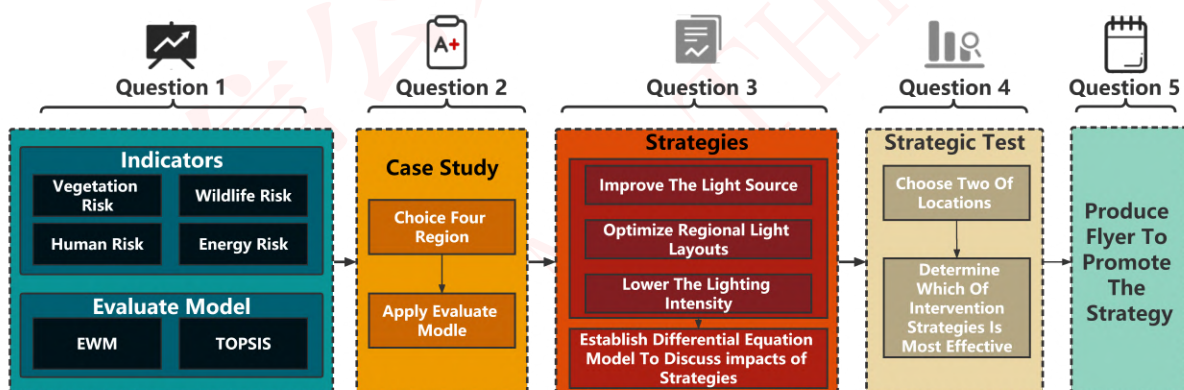 Question 1
Indicators
Vegetation
Risk
Wildlife Risk
Human Risk
Energy Risk
Evaluate Model
EWM
TOPSIS
A+
Question 2
Case Study
Choice Four
Region
Apply Evaluate
Modle
Question 3
Strategies
Improve The Light Source
Optimize Regional Light
Layouts
Lower The Lighting
Intensity
Establish Differential Equation
Model To Discuss impacts of
Strategies
Question 4
Strategic Test
Choose Two Of
Locations
Determine
Which Of
Intervention
Strategies Is
Most Effective
Question 5
Produce
Flyer To
Promote
The
Strategy